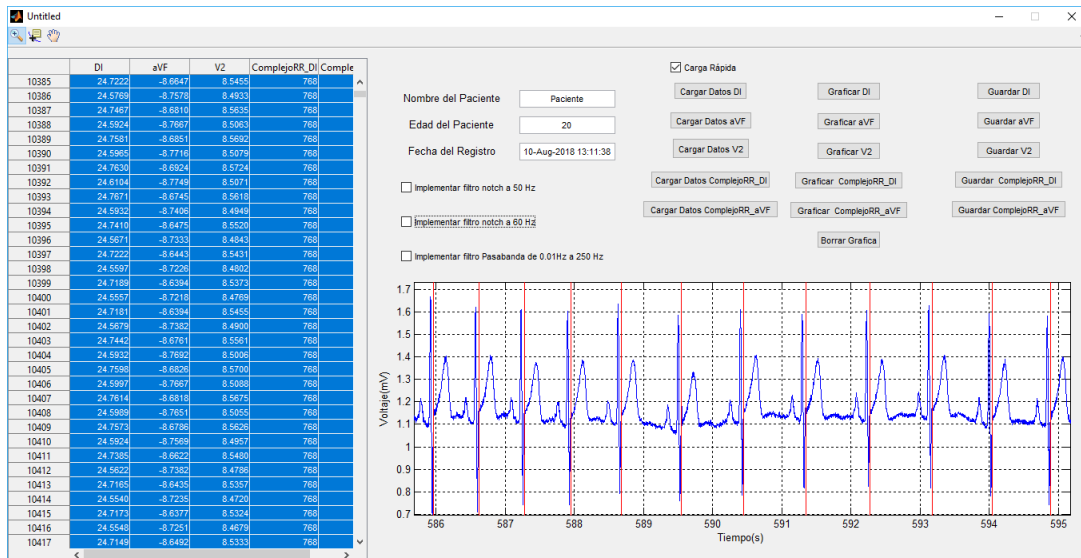 Untitled
DI aVF V2 ComplejoRR_DI Comple
10385 24.7222 -8.6647 8.5455 768
10386 24.5769 -8.7578 8.4933 768
10387 24.7467 -8.6810 8.5635 768
10388 24.5924 -8.7667 8.5063 768
10389 24.7581 -8.6851 8.5692 768
10390 24.5965 -8.7716 8.5079 768
10391 24.7630 -8.6924 8.5724 768
10392 24.6104 -8.7749 8.5071 768
10393 24.7671 -8.6745 8.5618 768
10394 24.5932 -8.7406 8.4949 768
10395 24.7410 -8.6475 8.5520 768
10396 24.5671 -8.7333 8.4843 768
10397 24.7222 -8.6443 8.5431 768
10398 24.5597 -8.7226 8.4802 768
10399 24.7189 -8.6394 8.5373 768
10400 24.5557 -8.7218 8.4769 768
10401 24.7181 -8.6394 8.5455 768
10402 24.5679 -8.7382 8.4900 768
10403 24.7442 -8.6761 8.5561 768
10404 24.5932 -8.7692 8.5006 768
10405 24.7598 -8.6826 8.5700 768
10406 24.5997 -8.7667 8.5088 768
10407 24.7614 -8.6818 8.5675 768
10408 24.5989 -8.7651 8.5055 768
10409 24.7573 -8.6786 8.5626 768
10410 24.5924 -8.7569 8.4957 768
10411 24.7385 -8.6622 8.5480 768
10412 24.5622 -8.7382 8.4786 768
10413 24.7165 -8.6435 8.5357 768
10414 24.5540 -8.7235 8.4720 768
10415 24.7173 -8.6377 8.5324 768
10416 24.5548 -8.7251 8.4679 768
10417 24.7149 -8.6492 8.5333 768
Nombre del Paciente Paciente
Edad del Paciente 20
Fecha del Registro 10-Aug-2018 13:11:38
Implementar filtro notch a 50 Hz
Implementar filtro notch a 60 Hz
Implementar filtro Pasabanda de 0.01Hz a 250 Hz
Carga Rápida
Cargar Datos DI Graficar DI Guardar DI
Cargar Datos aVF Graficar aVF Guardar aVF
Cargar Datos V2 Graficar V2 Guardar V2
Cargar Datos ComplejoRR_DI Graficar ComplejoRR_DI Guardar ComplejoRR_DI
Cargar Datos ComplejoRR_aVF Graficar ComplejoRR_aVF Guardar ComplejoRR_aVF
Borrar Grafica
Voltaje(mV)
1.7
1.6
1.5
1.4
1.3
1.2
1.1
1
0.9
0.8
0.7
586 587 588 589 590 591 592 593 594 595
Tiempo(s)